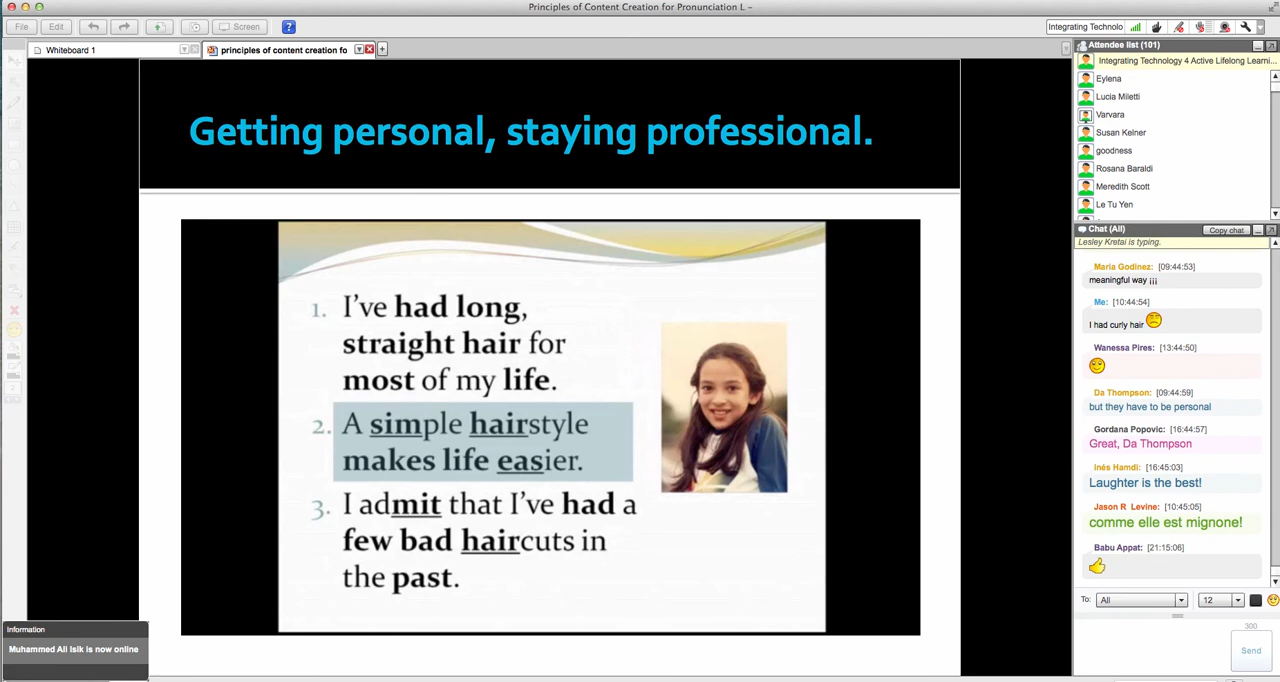 Principles of Content Creation for Pronunciation L -
File
Edit
Screen
?
Integrating Technolo
Whiteboard 1
principles of content creation fo
Attendee list (101)
Integrating Technology 4 Active Lifelong Learni...
Eylena
Lucia Miletti
Varvara
Susan Kelner
goodness
Rosana Baraldi
Meredith Scott
Le Tu Yen
Getting personal, staying professional.
1. I've had long,
straight hair for
most of my life.
2. A simple hairstyle
makes life easier.
3. I admit that I've had a
few bad haircuts in
the past.
Chat (All)
Copy chat
Lesley Kretai is typing.
Maria Godinez: [09:44:53]
meaningful way ¡¡¡
Me: [10:44:54]
I had curly hair
Wanessa Pires: [13:44:50]
Da Thompson: [09:44:59]
but they have to be personal
Gordana Popovic: [16:44:57]
Great, Da Thompson
Inés Hamdi: [16:45:03]
Laughter is the best!
Jason R Levine: [10:45:05]
comme elle est mignone!
Babu Appat: [21:15:06]
To: All 12
300
Send
Information
Muhammed Ali Isik is now online